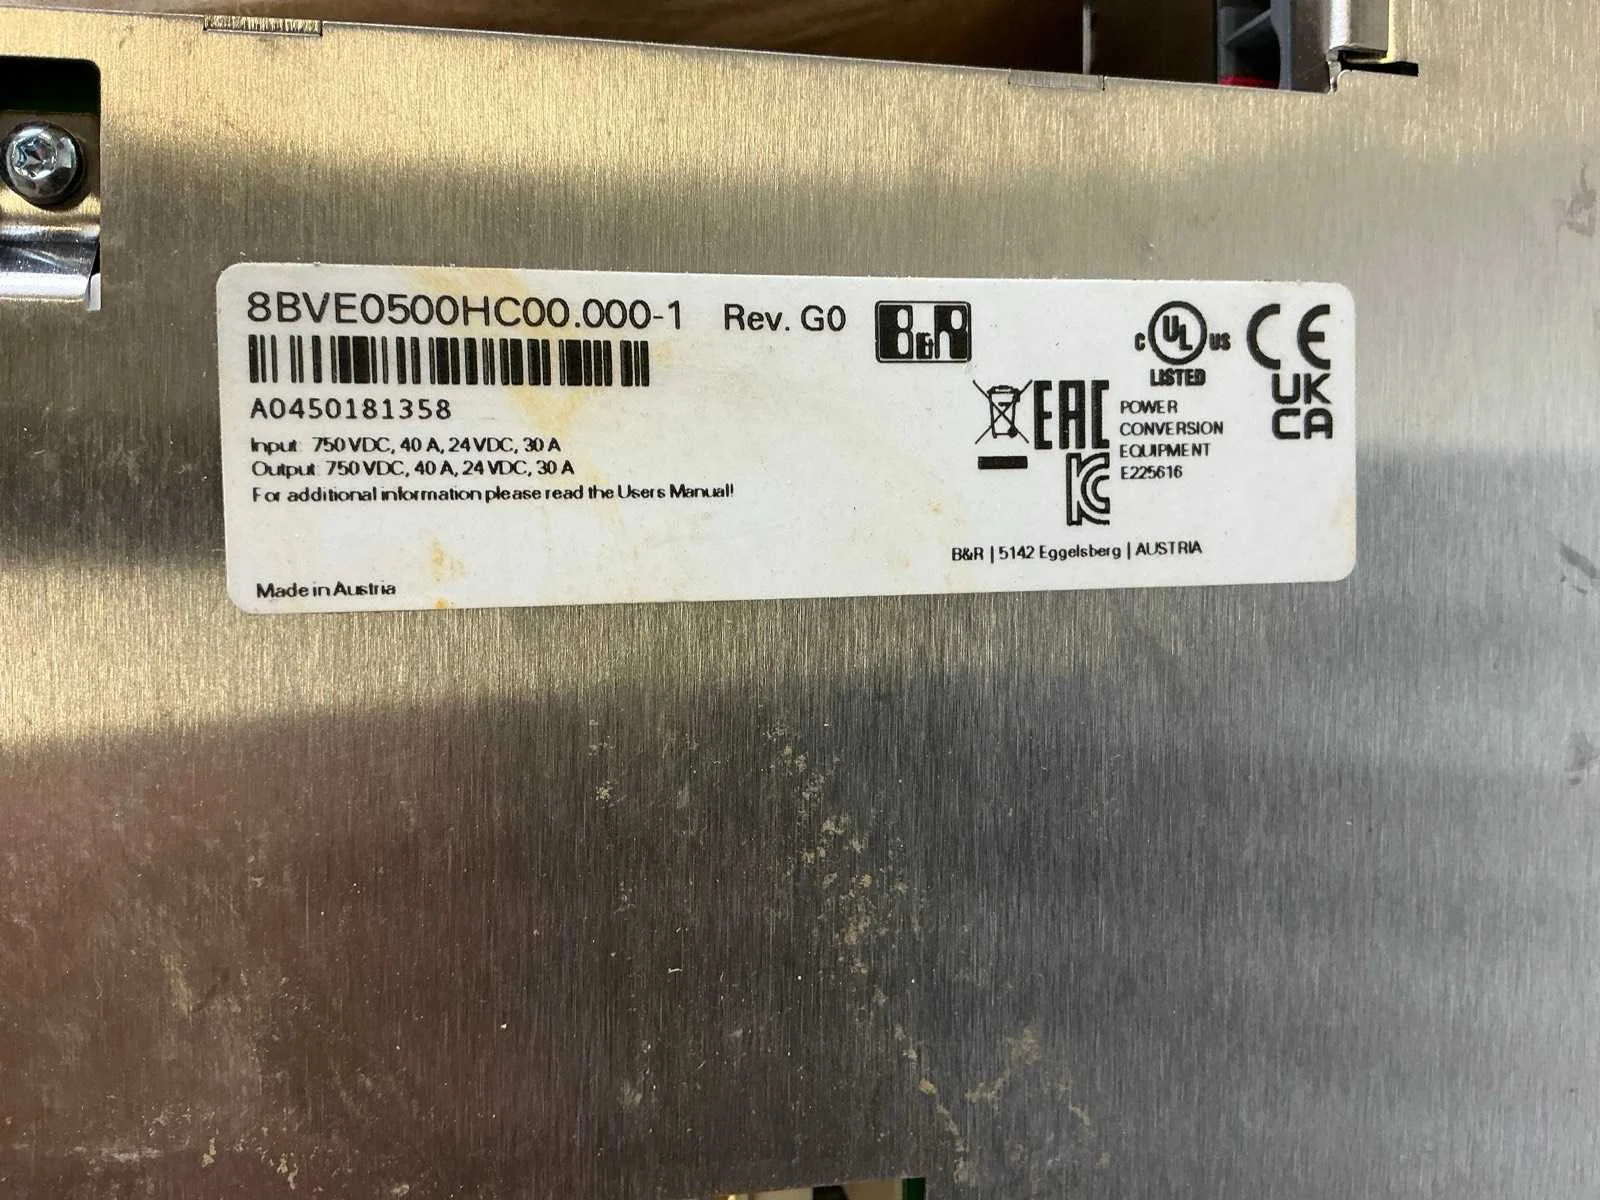 8BVE0500HC00.000-1 Rev. G0 B&R
A0450181358
Input: 750 VDC, 40 A, 24 VDC, 30 A
Output: 750 VDC, 40 A, 24 VDC, 30 A
For additional information please read the Users Manual!
Made in Austria
C UL US
LISTED
CE
UK
CA
EAC
POWER
CONVERSION
EQUIPMENT
E225616
KC
B&R | 5142 Eggelsberg | AUSTRIA